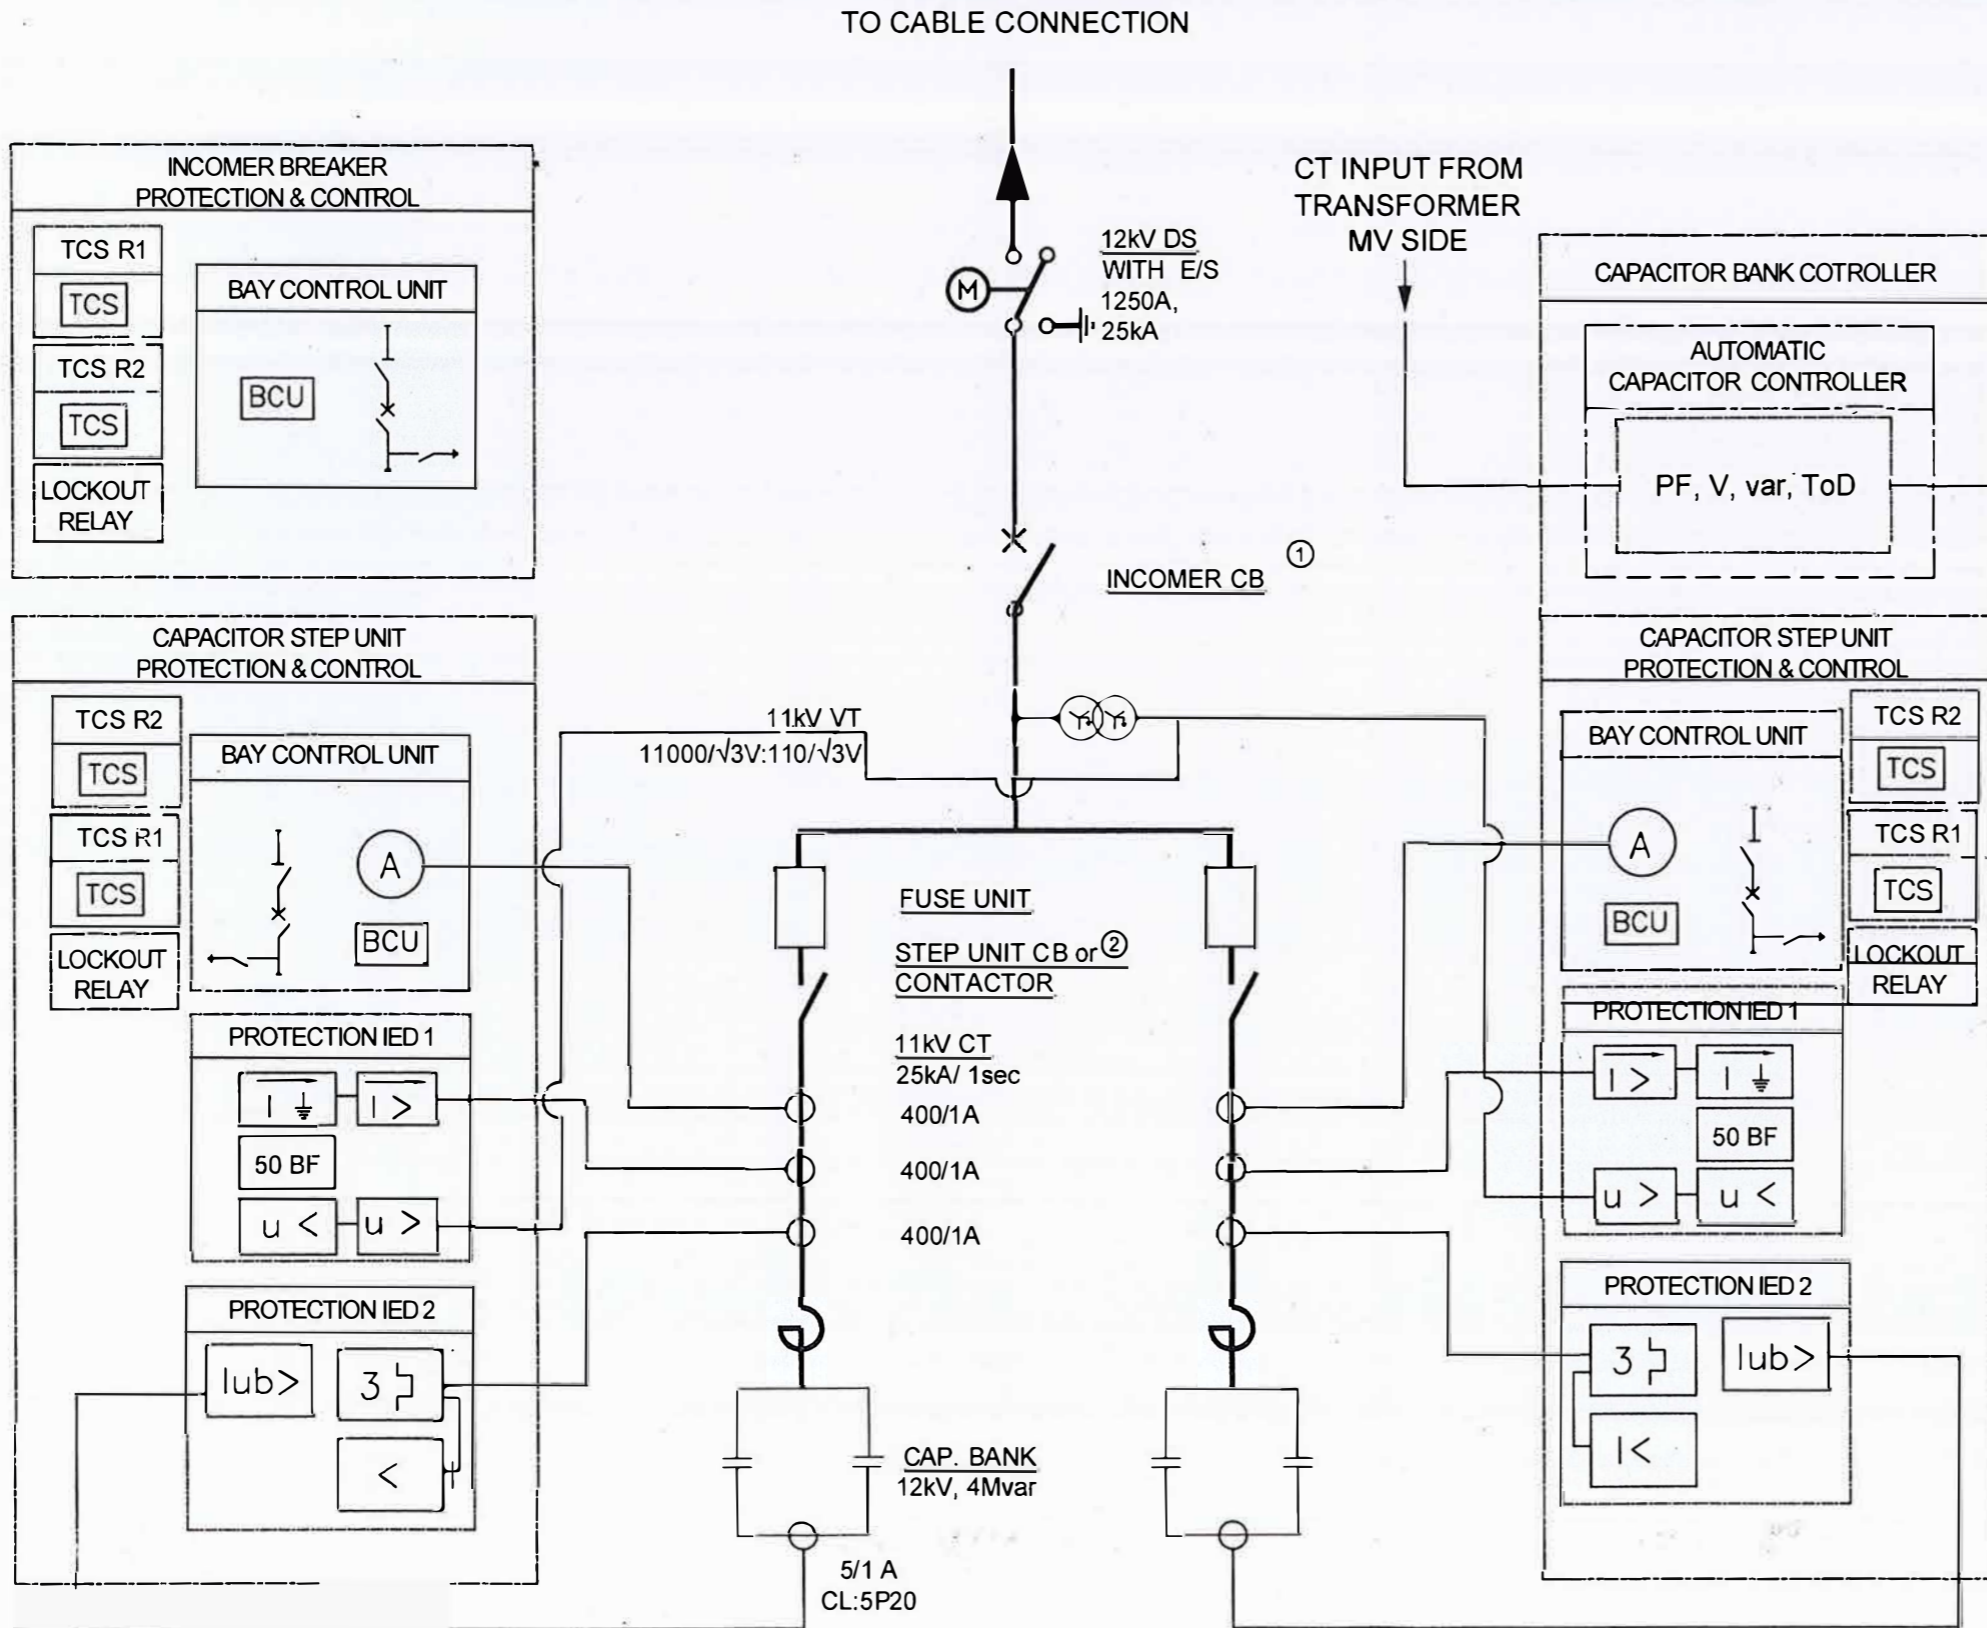 TO CABLE CONNECTION
INCOMER BREAKER
PROTECTION & CONTROL
TCS R1
TCS
TCS R2
TCS
LOCKOUT
RELAY
BAY CONTROL UNIT
BCU
M
12kV DS
WITH E/S
1250A,
25kA
CT INPUT FROM
TRANSFORMER
MV SIDE
CAPACITOR BANK COTROLLER
AUTOMATIC
CAPACITOR CONTROLLER
PF, V, var, ToD
INCOMER CB ①
CAPACITOR STEP UNIT
PROTECTION & CONTROL
TCS R2
TCS
TCS R1
TCS
LOCKOUT
RELAY
BAY CONTROL UNIT
A
BCU
PROTECTION IED 1
I
I >
50 BF
u <
u >
PROTECTION IED 2
Iub>
3
<
11kV VT
11000/√3V:110/√3V
FUSE UNIT
STEP UNIT CB or ②
CONTACTOR
11kV CT
25kA/ 1sec
400/1A
400/1A
400/1A
CAP. BANK
12kV, 4Mvar
5/1 A
CL:5P20
CAPACITOR STEP UNIT
PROTECTION & CONTROL
BAY CONTROL UNIT
A
BCU
TCS R2
TCS
TCS R1
TCS
LOCKOUT
RELAY
PROTECTION IED 1
I >
I
50 BF
u >
u <
PROTECTION IED 2
3
Iub>
I<